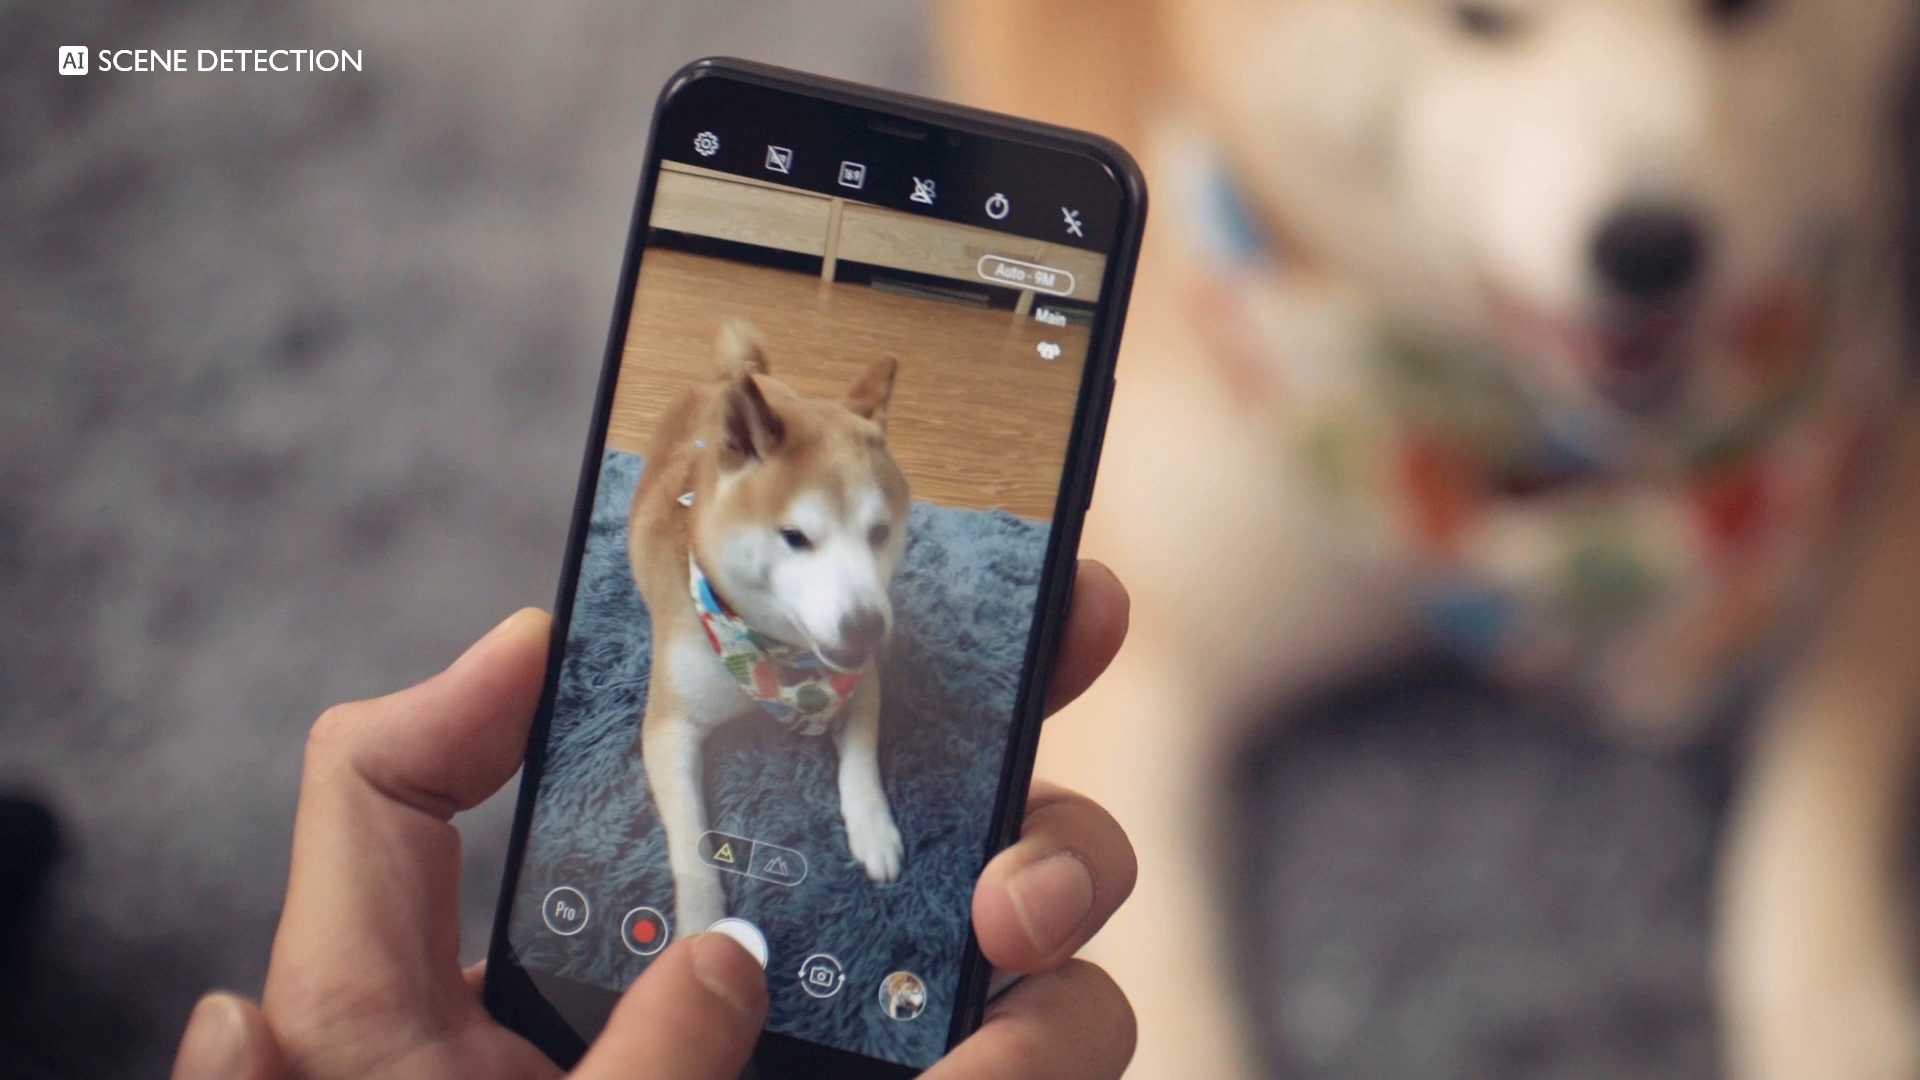 AI SCENE DETECTION
Auto - 9M
Main
Pro